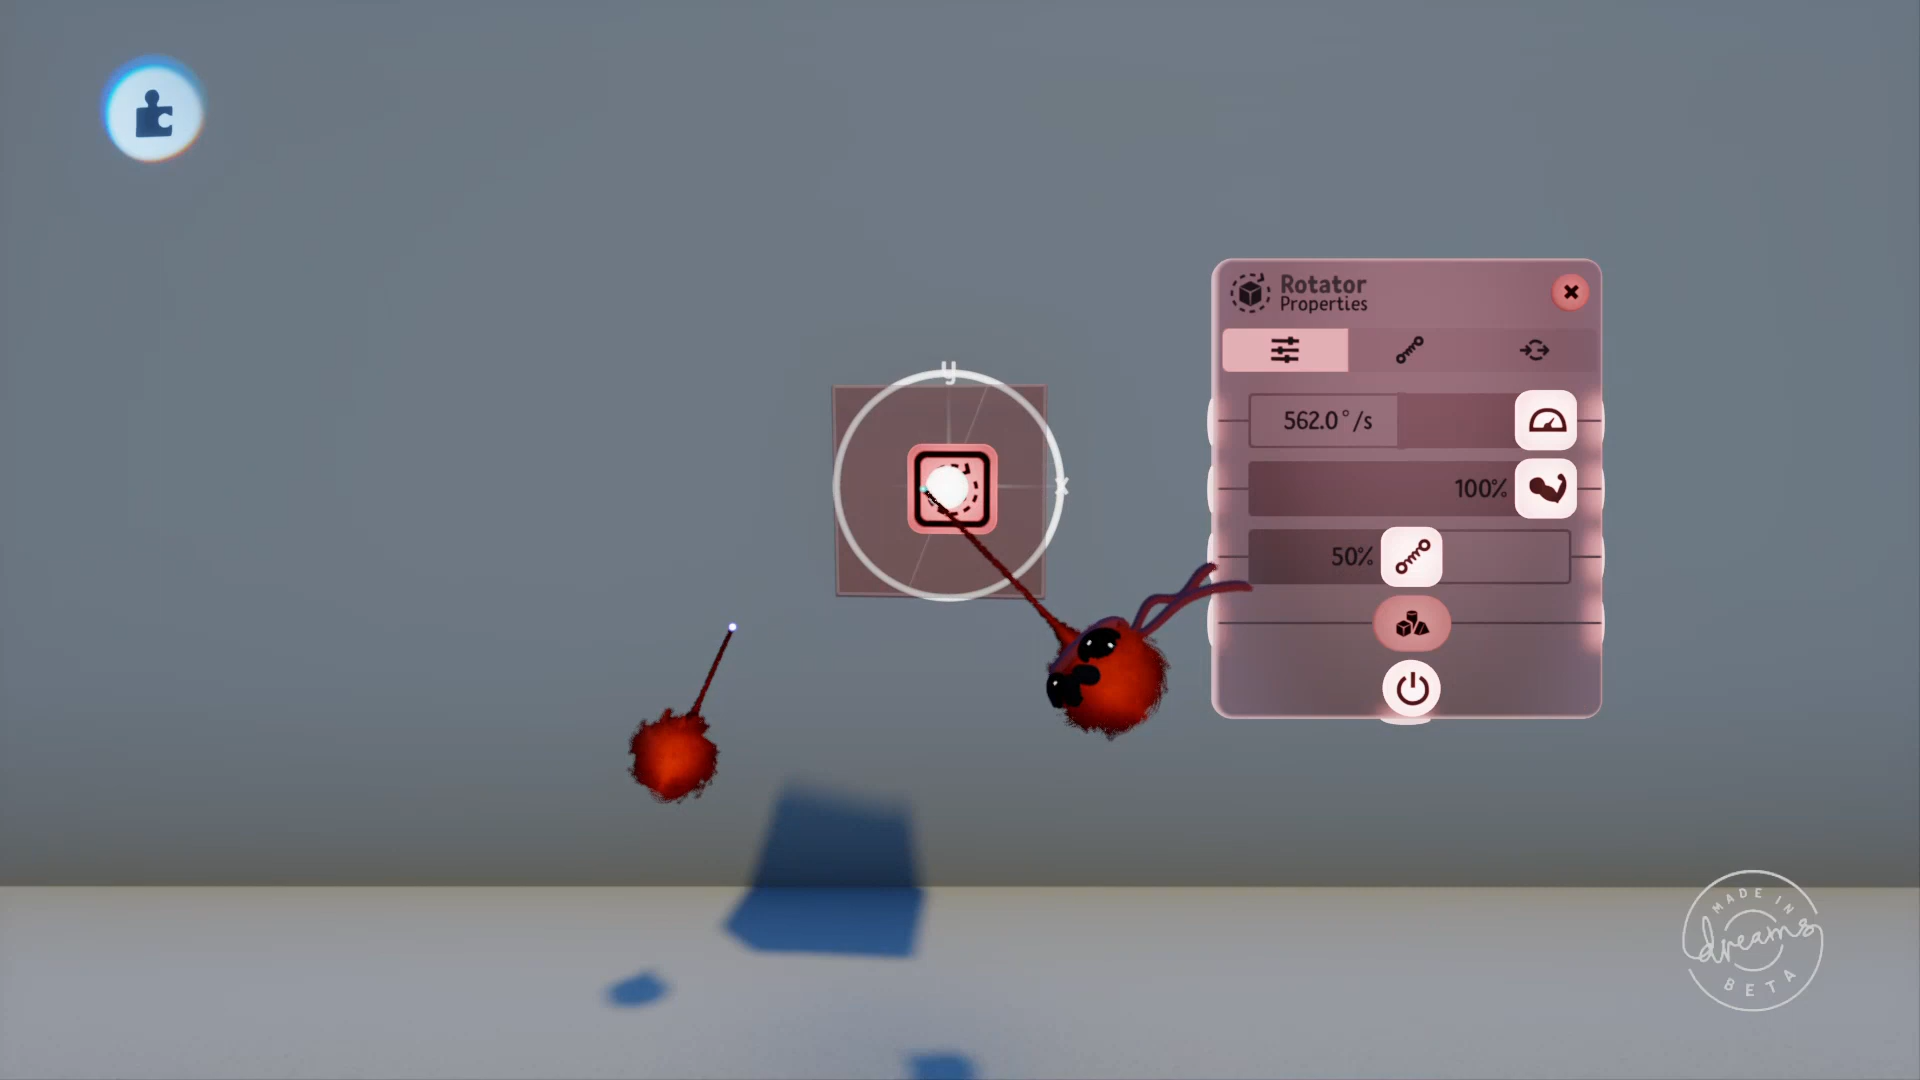 Rotator
Properties
y
x
562.0°/s
100%
50%
MADE IN
dreams
BETA